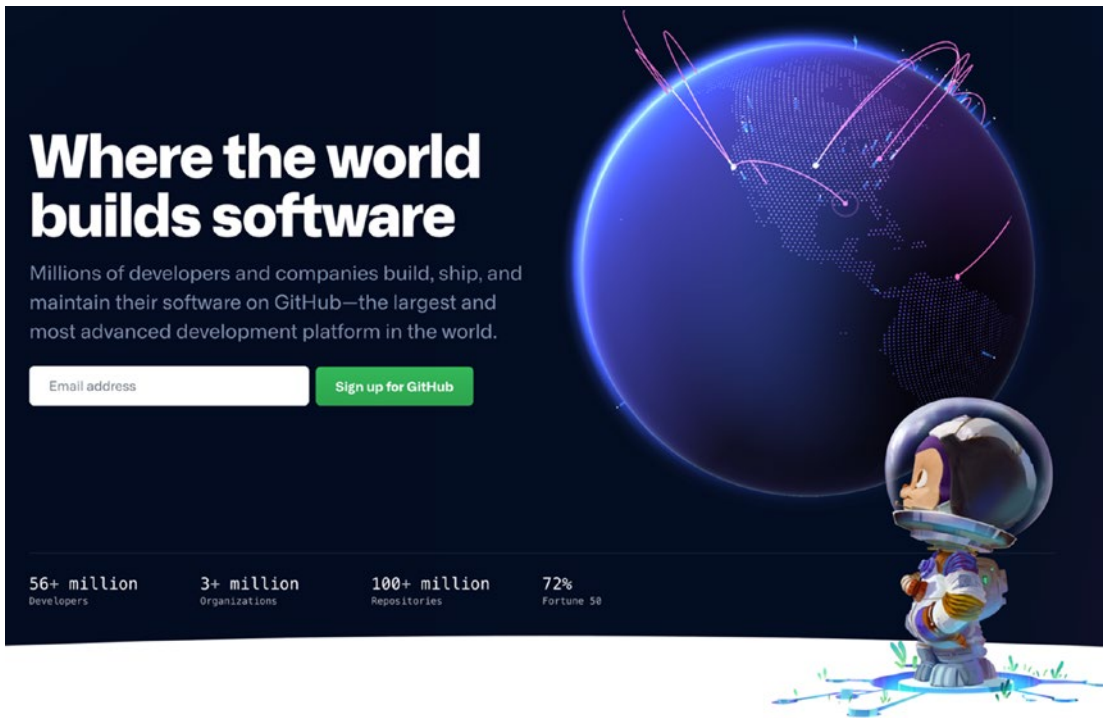 Where the world
builds software
Millions of developers and companies build, ship, and
maintain their software on GitHub—the largest and
most advanced development platform in the world.
Email address
Sign up for GitHub
56+ million
Developers
3+ million
Organizations
100+ million
Repositories
72%
Fortune 50